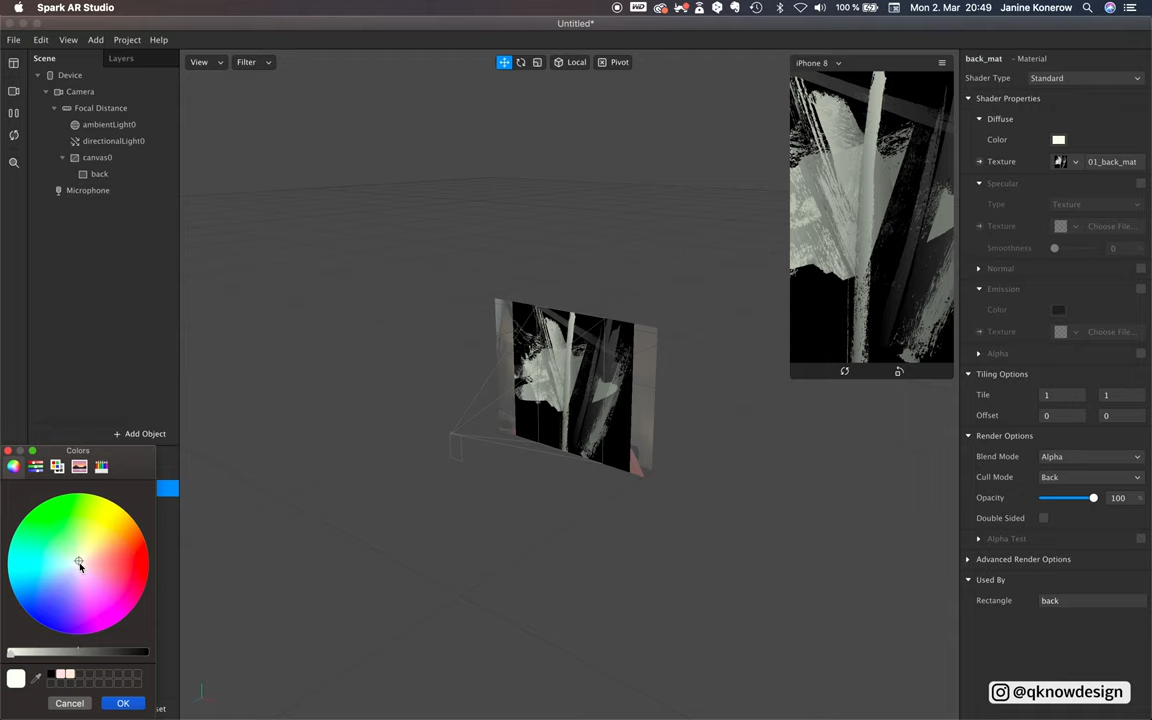 Spark AR Studio
100 %
Mon 2. Mar 20:49 Janine Konerow
Untitled*
File Edit View Add Project Help
Scene Layers
Device
Camera
Focal Distance
ambientLight0
directionalLight0
canvas0
back
Microphone
+ Add Object
View
Filter
Local
Pivot
iPhone 8
back_mat - Material
Shader Type Standard
Shader Properties
Diffuse
Color
Texture 01_back_mat
Specular
Type Texture
Texture Choose File...
Smoothness 0
Normal
Emission
Color
Texture Choose File...
Alpha
Tiling Options
Tile 1 1
Offset 0 0
Render Options
Blend Mode Alpha
Cull Mode Back
Opacity 100 %
Double Sided
Alpha Test
Advanced Render Options
Used By
Rectangle back
Colors
Cancel OK
set
@qknowdesign